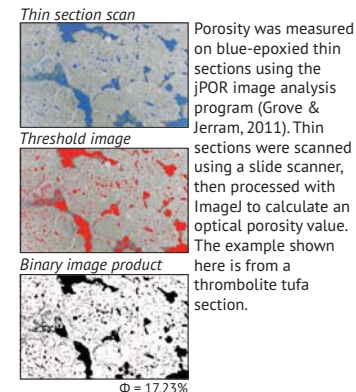 Thin section scan
Porosity was measured
on blue-epoxied thin
sections using the
jPOR image analysis
program (Grove &
Jerram, 2011). Thin
sections were scanned
using a slide scanner,
then processed with
ImageJ to calculate an
optical porosity value.
The example shown
here is from a
thrombolite tufa
section.
Threshold image
Binary image product
Φ = 17.23%